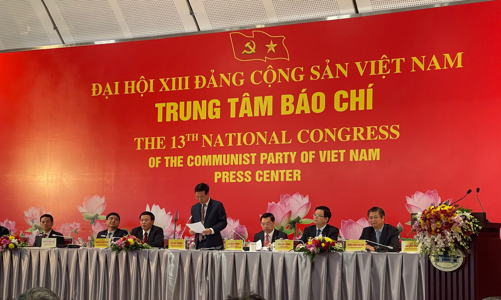 ĐẠI HỘI XIII ĐẢNG CỘNG SẢN VIỆT NAM
TRUNG TÂM BÁO CHÍ
THE 13TH NATIONAL CONGRESS
OF THE COMMUNIST PARTY OF VIET NAM
PRESS CENTER